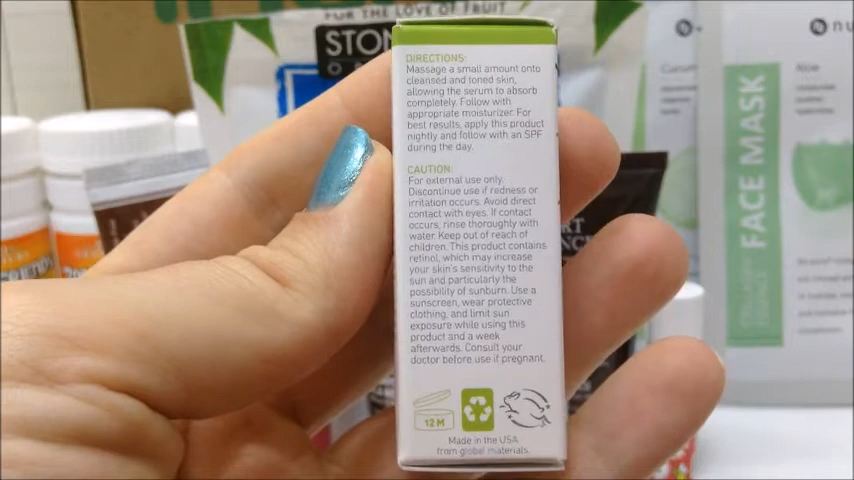 FOR THE LOVE OF FRUIT
STON
DIRECTIONS:
Massage a small amount onto
cleansed and toned skin,
allowing the serum to absorb
completely. Follow with
appropriate moisturizer. For
best results, apply this product
nightly and follow with an SPF
during the day.
CAUTION:
For external use only.
Discontinue use if redness or
irritation occurs. Avoid direct
contact with eyes. If contact
occurs, rinse thoroughly with
water. Keep out of reach of
children. This product contains
retinol, which may increase
your skin's sensitivity to the
sun and particularly the
possibility of sunburn. Use a
sunscreen, wear protective
clothing, and limit sun
exposure while using this
product and a week
afterwards. Consult your
doctor before use if pregnant.
12 M
Made in the USA
from global materials.
FACE MASK
Aloe
nu